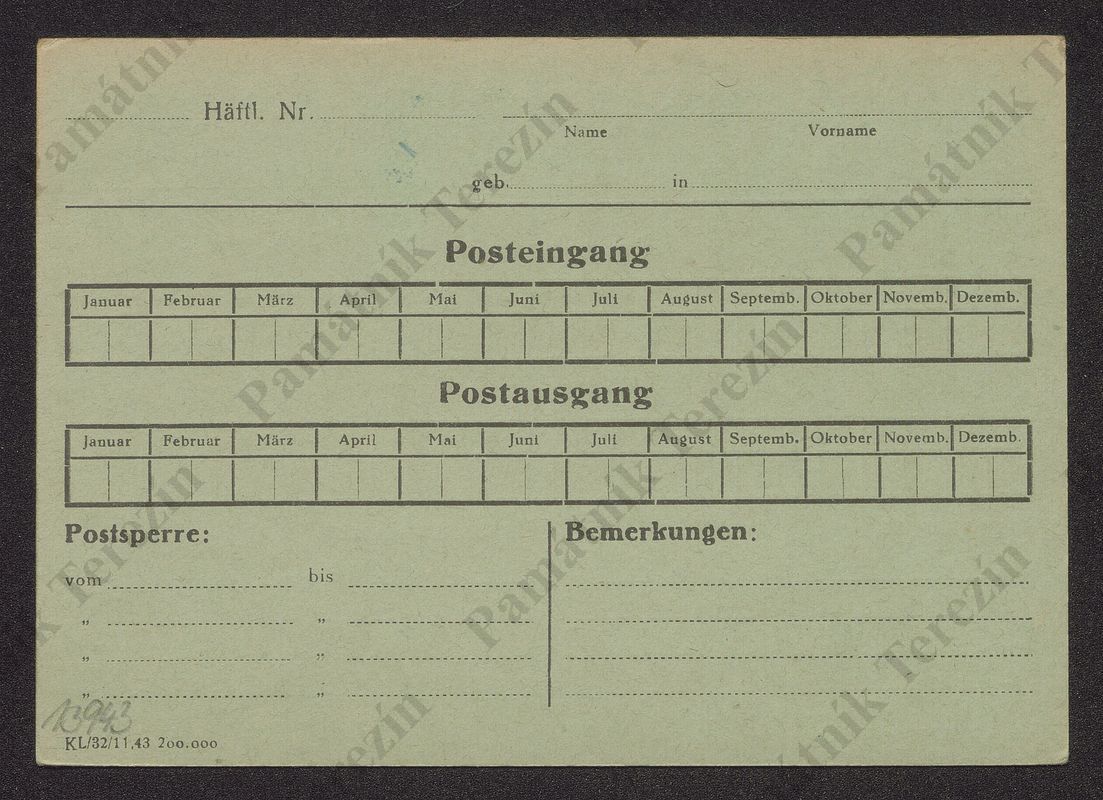 Häftl. Nr.
Name Vorname
geb. in
Posteingang
Januar Februar März April Mai Juni Juli August Septemb. Oktober Novemb. Dezemb.
Postausgang
Januar Februar März April Mai Juni Juli August Septemb. Oktober Novemb. Dezemb.
Postsperre: Bemerkungen:
vom bis
„ „
„ „
„ „
13943
KL/32/11.43 200.000
Památník Terezín